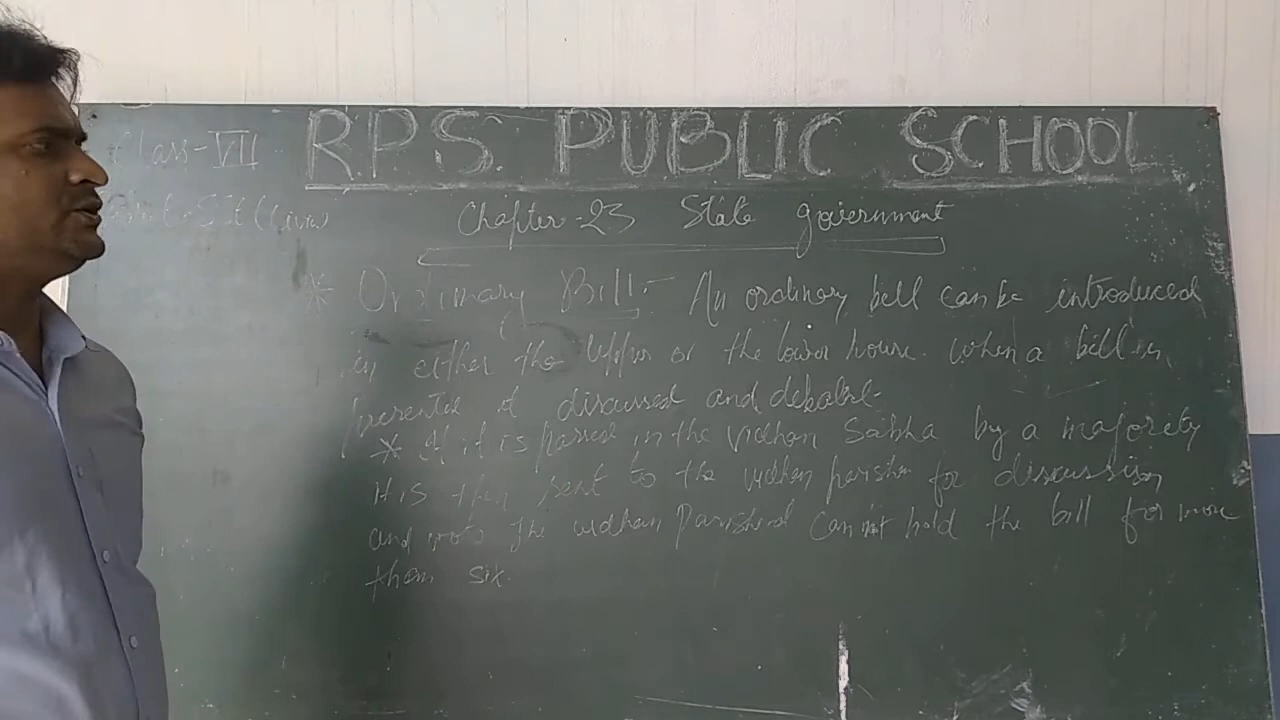 R.P.S. PUBLIC SCHOOL
Class-VII
Sub:- S.St (Civics)
Chapter-23 State government
* Ordinary Bill:- An ordinary bill can be introduced
in either the Upper or the lower house. When a bill is
presented it discussed and debated.
* If it is passed in the Vidhan Sabha by a majority
it is then sent to the vidhan parishad for discussion
and vote The vidhan Parishad can not hold the bill for more
than six.